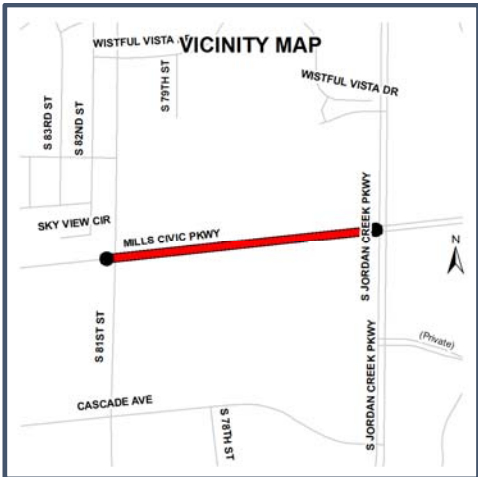 VICINITY MAP
WISTFUL VISTA
WISTFUL VISTA DR
S 79TH ST
S 83RD ST
S 82ND ST
SKY VIEW CIR
MILLS CIVIC PKWY
S JORDAN CREEK PKWY
N
S 81ST ST
S JORDAN CREEK PKWY
(Private)
CASCADE AVE
S 78TH ST